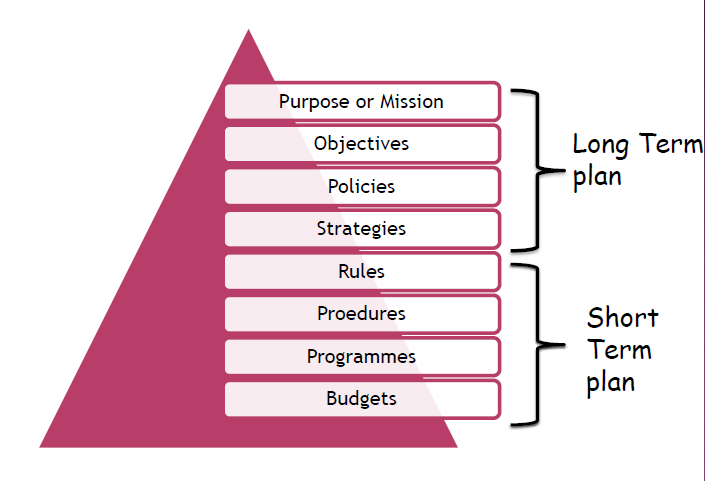 Purpose or Mission
Objectives
Policies
Strategies
Rules
Proedures
Programmes
Budgets
Long Term
plan
Short
Term
plan